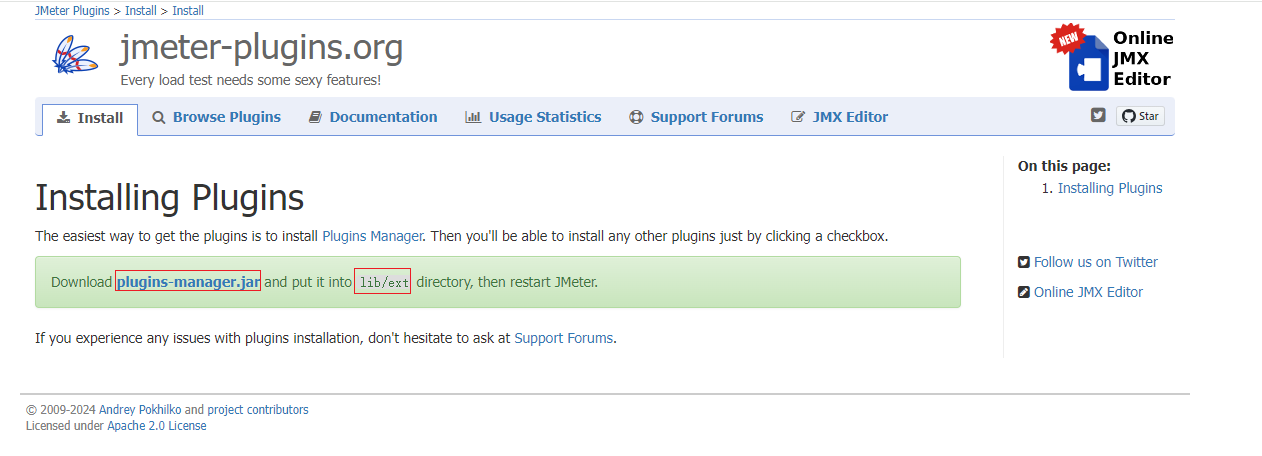 JMeter Plugins > Install > Install
jmeter-plugins.org
Every load test needs some sexy features!
NEW
Online
JMX
Editor
Install
Browse Plugins
Documentation
Usage Statistics
Support Forums
JMX Editor
Star
Installing Plugins
The easiest way to get the plugins is to install Plugins Manager. Then you'll be able to install any other plugins just by clicking a checkbox.
Download plugins-manager.jar and put it into lib/ext directory, then restart JMeter.
If you experience any issues with plugins installation, don't hesitate to ask at Support Forums.
On this page:
1. Installing Plugins
Follow us on Twitter
Online JMX Editor
© 2009-2024 Andrey Pokhilko and project contributors
Licensed under Apache 2.0 License